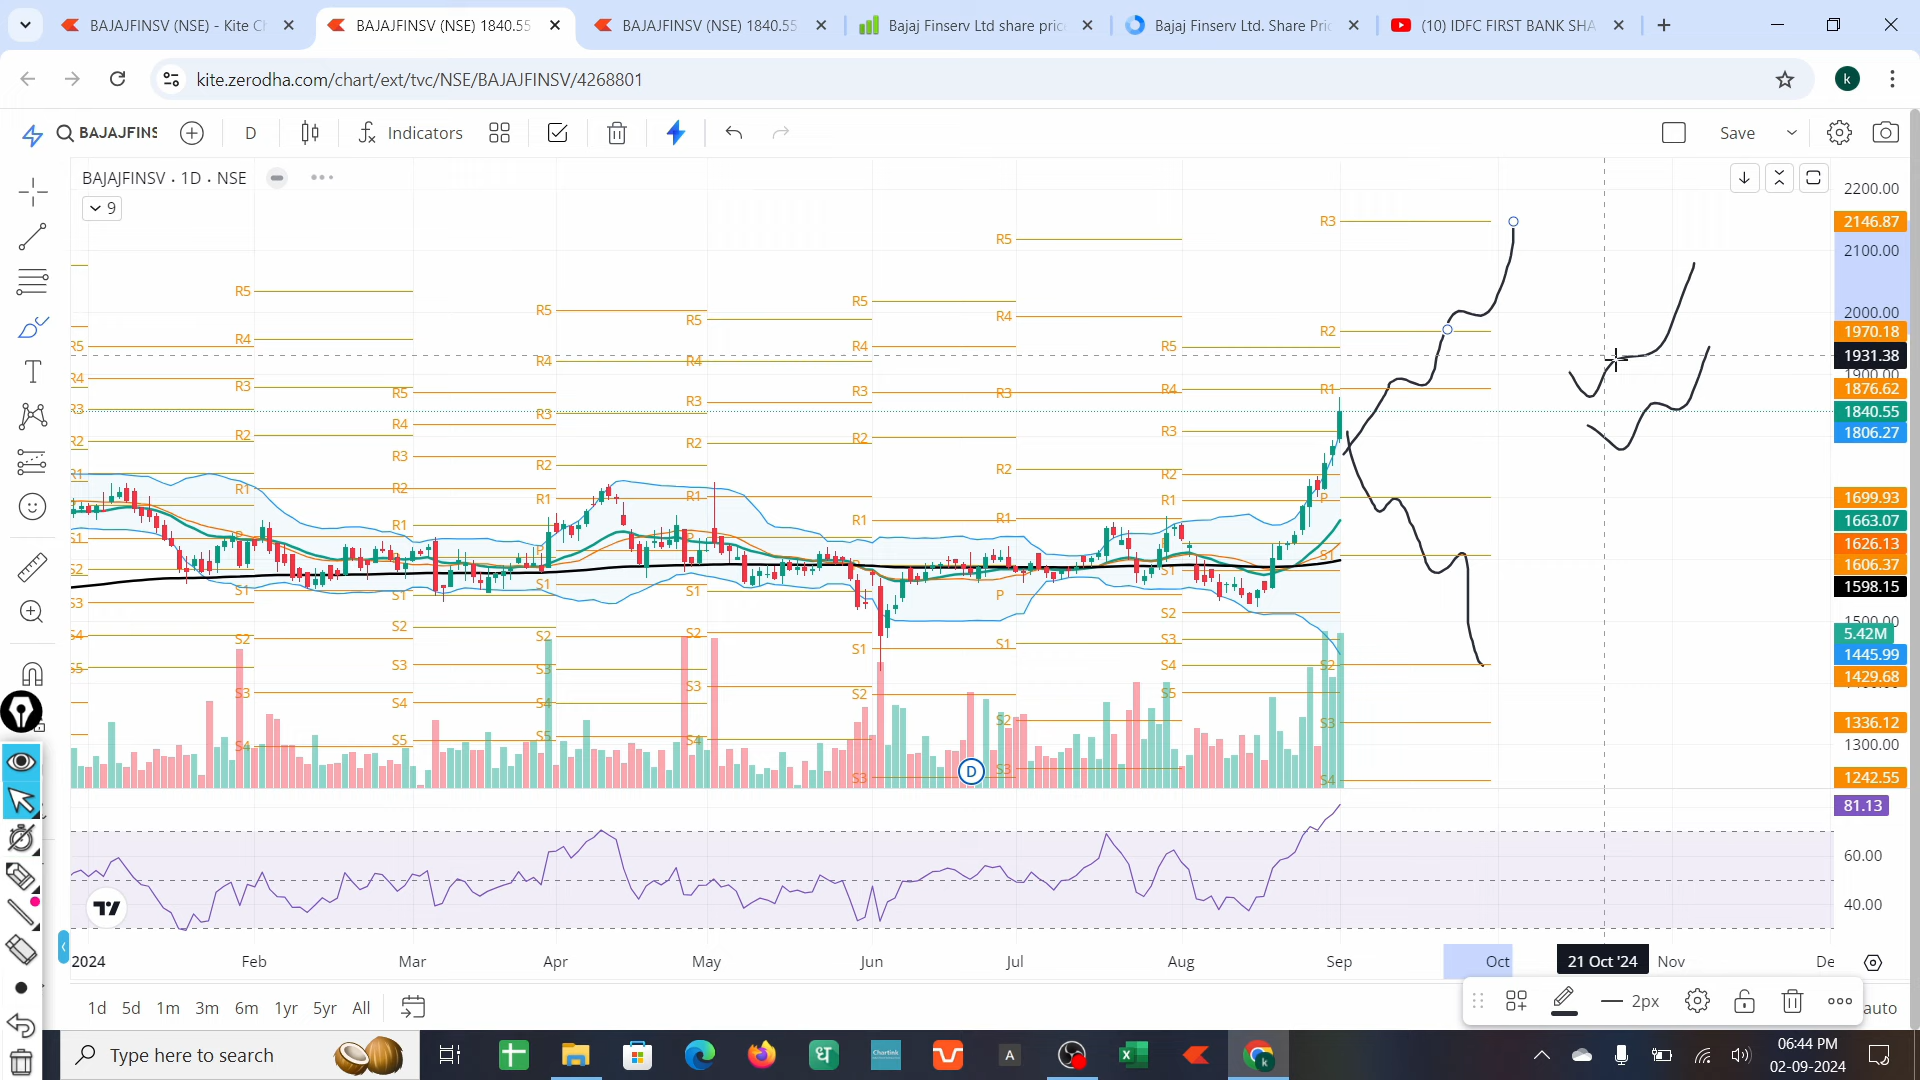 BAJAJFINSV (NSE) - Kite Ch
BAJAJFINSV (NSE) 1840.55
BAJAJFINSV (NSE) 1840.55
Bajaj Finserv Ltd share pric
Bajaj Finserv Ltd. Share Pric
(10) IDFC FIRST BANK SHA
kite.zerodha.com/chart/ext/tvc/NSE/BAJAJFINSV/4268801
k
BAJAJFINS
D
Indicators
Save
BAJAJFINSV · 1D · NSE
9
2200.00
2146.87
2100.00
2000.00
1970.18
1931.38
1900.00
1876.62
1840.55
1806.27
1699.93
1663.07
1626.13
1606.37
1598.15
1500.00
5.42M
1445.99
1429.68
1336.12
1300.00
1242.55
81.13
60.00
40.00
R5 R4 R3 R2 R1 P S1 S2 S3 S4 S5
D
2024 Feb Mar Apr May Jun Jul Aug Sep Oct 21 Oct '24 Nov De
1d 5d 1m 3m 6m 1yr 5yr All
2px
auto
Type here to search
Chartink
A
06:44 PM
02-09-2024